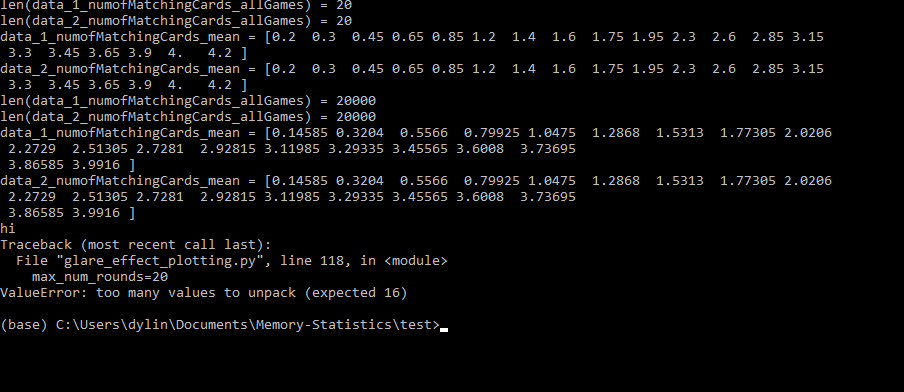 len(data_1_numofMatchingCards_allGames) = 20
len(data_2_numofMatchingCards_allGames) = 20
data_1_numofMatchingCards_mean = [0.2  0.3  0.45 0.65 0.85 1.2  1.4  1.6  1.75 1.95 2.3  2.6  2.85 3.15
 3.3  3.45 3.65 3.9  4.   4.2 ]
data_2_numofMatchingCards_mean = [0.2  0.3  0.45 0.65 0.85 1.2  1.4  1.6  1.75 1.95 2.3  2.6  2.85 3.15
 3.3  3.45 3.65 3.9  4.   4.2 ]
len(data_1_numofMatchingCards_allGames) = 20000
len(data_2_numofMatchingCards_allGames) = 20000
data_1_numofMatchingCards_mean = [0.14585 0.3204  0.5566  0.79925 1.0475  1.2868  1.5313  1.77305 2.0206
 2.2729  2.51305 2.7281  2.92815 3.11985 3.29335 3.45565 3.6008  3.73695
 3.86585 3.9916 ]
data_2_numofMatchingCards_mean = [0.14585 0.3204  0.5566  0.79925 1.0475  1.2868  1.5313  1.77305 2.0206
 2.2729  2.51305 2.7281  2.92815 3.11985 3.29335 3.45565 3.6008  3.73695
 3.86585 3.9916 ]
hi
Traceback (most recent call last):
  File "glare_effect_plotting.py", line 118, in <module>
    max_num_rounds=20
ValueError: too many values to unpack (expected 16)

(base) C:\Users\dylin\Documents\Memory-Statistics\test>